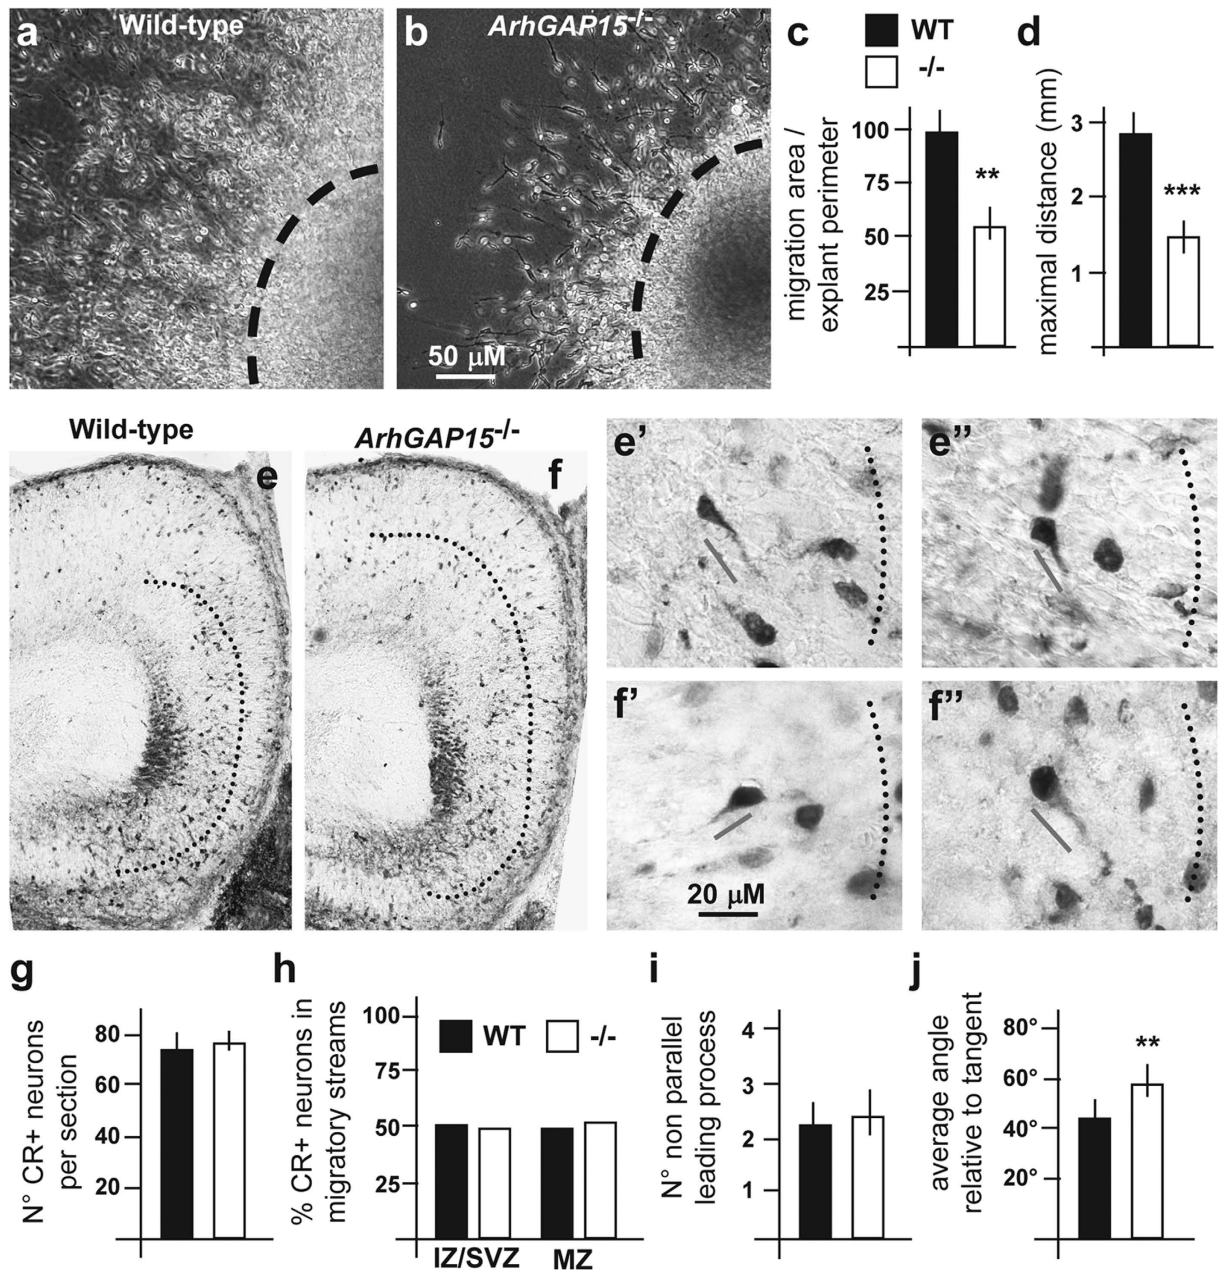 a
Wild-type
b
ArhGAP15-/-
50 µM
c
WT
-/-
migration area /
explant perimeter
100
75
50
25
**
d
maximal distance (mm)
3
2
1
***
Wild-type
e
ArhGAP15-/-
f
e’
e’’
f’
20 µM
f’’
g
N° CR+ neurons
per section
80
60
40
20
h
% CR+ neurons in
migratory streams
100
75
50
25
WT
-/-
IZ/SVZ
MZ
i
N° non parallel
leading process
4
3
2
1
j
average angle
relative to tangent
80°
60°
40°
20°
**